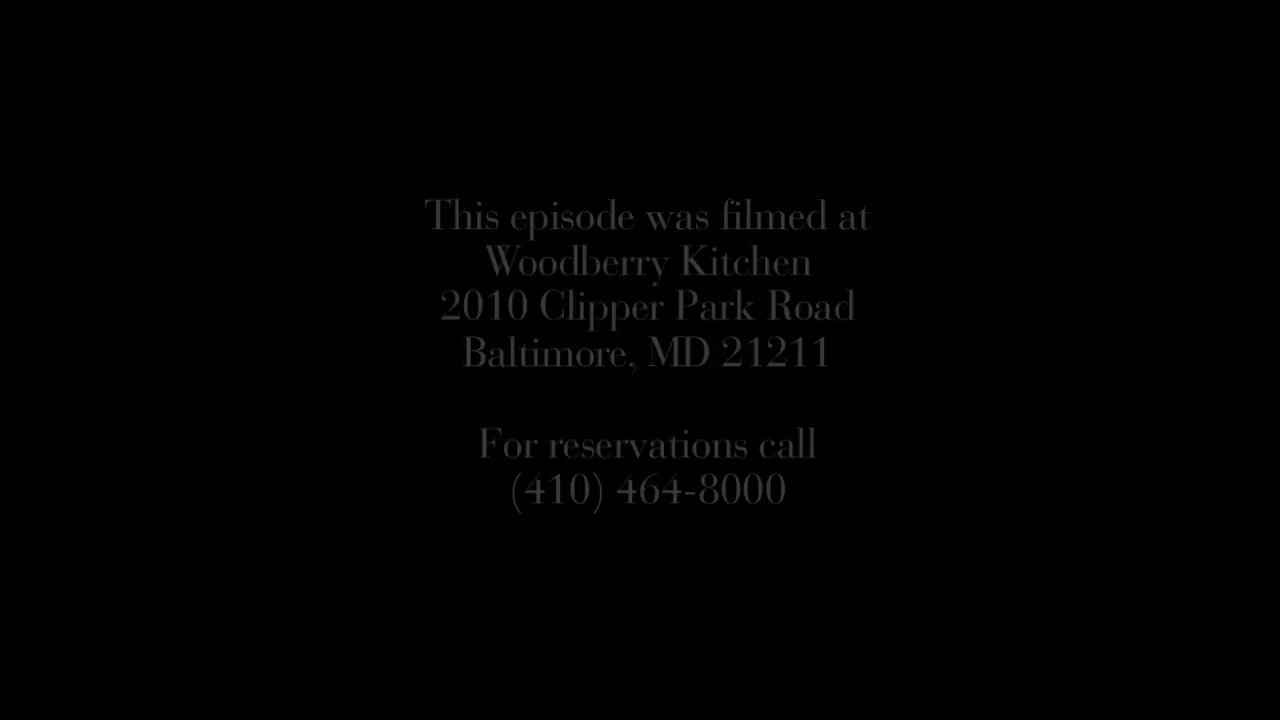 This episode was filmed at
Woodberry Kitchen
2010 Clipper Park Road
Baltimore, MD 21211
For reservations call
(410) 464-8000